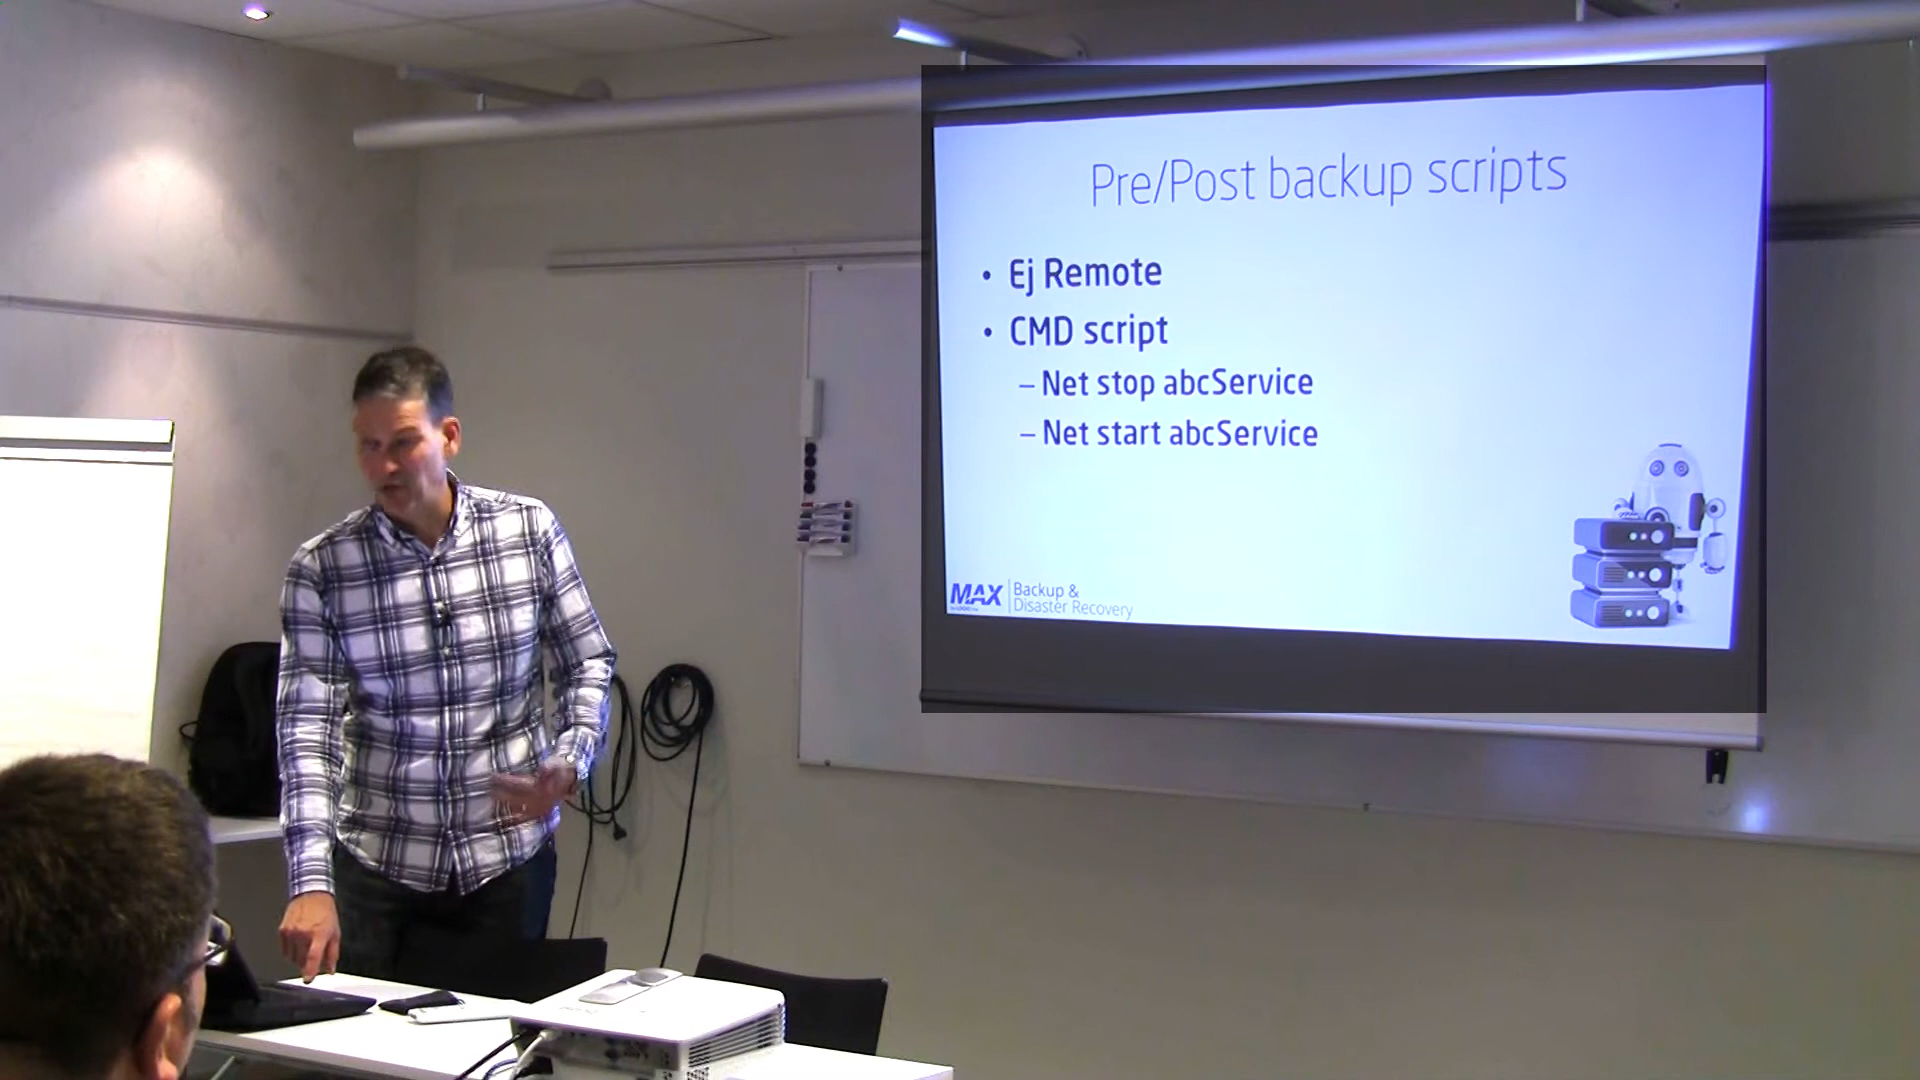 Pre/Post backup scripts
• Ej Remote
• CMD script
– Net stop abcService
– Net start abcService
MAX
Backup &
Disaster Recovery